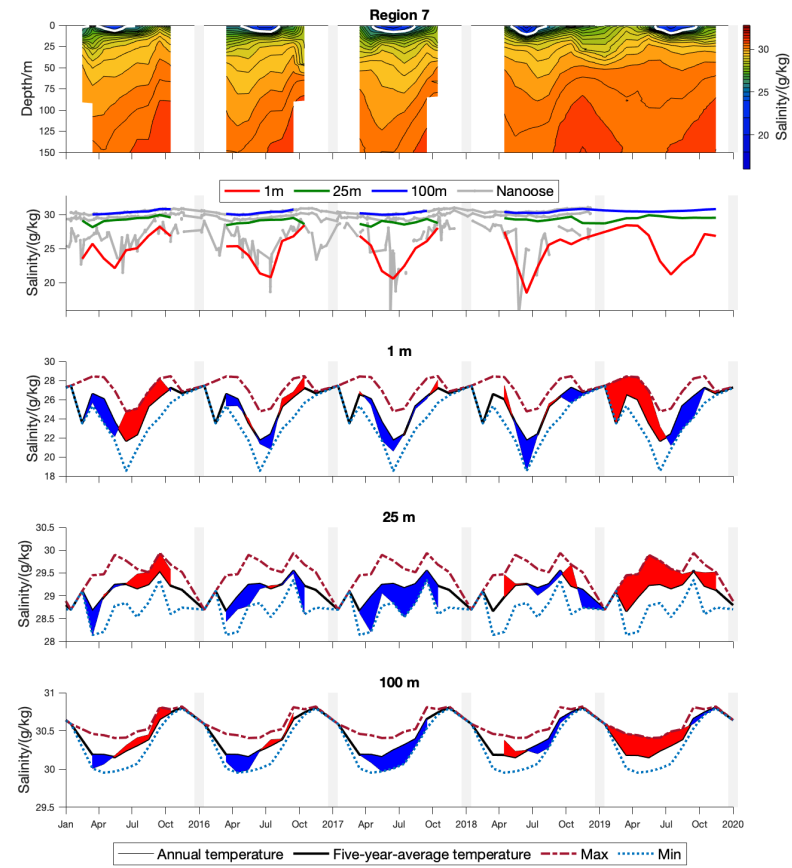 Region 7
0
25
50
75
100
125
150
Depth/m
30
25
20
Salinity/(g/kg)
1m 25m 100m Nanoose
30
25
20
Salinity/(g/kg)
1 m
30
28
26
24
22
20
18
Salinity/(g/kg)
25 m
30.5
30
29.5
29
28.5
28
Salinity/(g/kg)
100 m
31
30.5
30
29.5
Salinity/(g/kg)
Jan Apr Jul Oct 2016 Apr Jul Oct 2017 Apr Jul Oct 2018 Apr Jul Oct 2019 Apr Jul Oct 2020
Annual temperature Five-year-average temperature Max Min